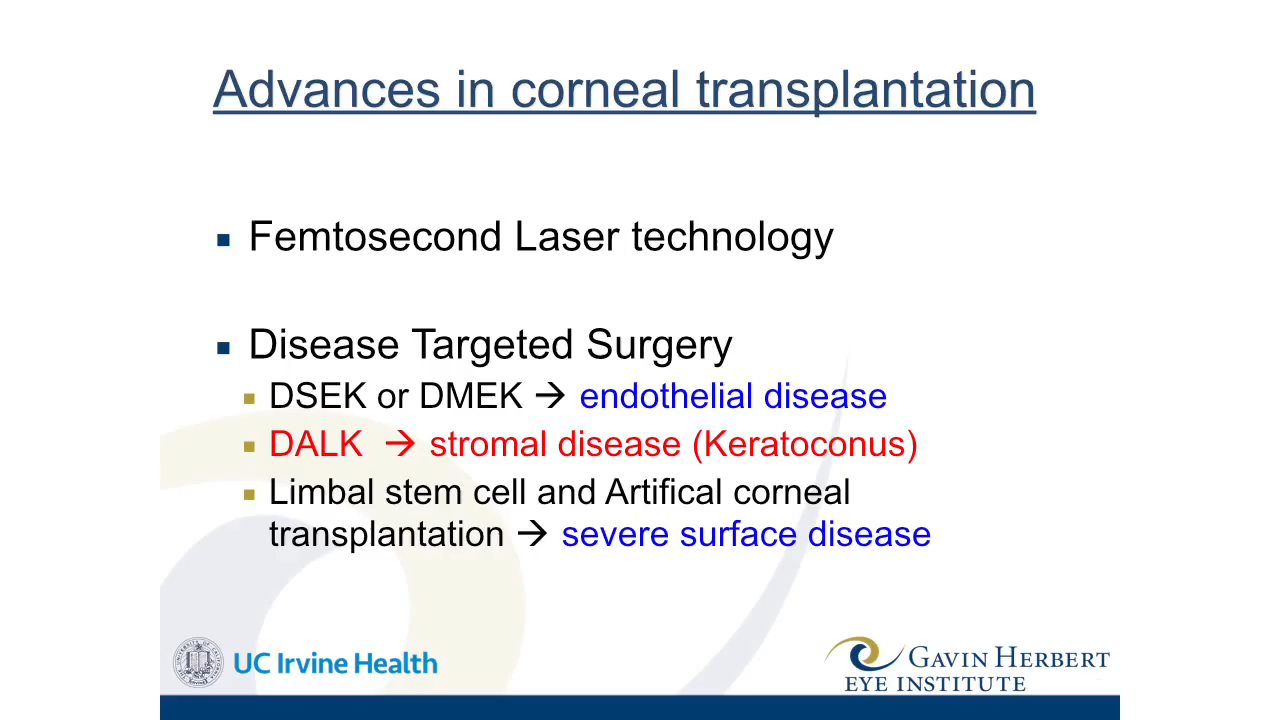 Advances in corneal transplantation
▪ Femtosecond Laser technology
▪ Disease Targeted Surgery
▪ DSEK or DMEK → endothelial disease
▪ DALK → stromal disease (Keratoconus)
▪ Limbal stem cell and Artifical corneal
transplantation → severe surface disease
UC Irvine Health
GAVIN HERBERT
EYE INSTITUTE